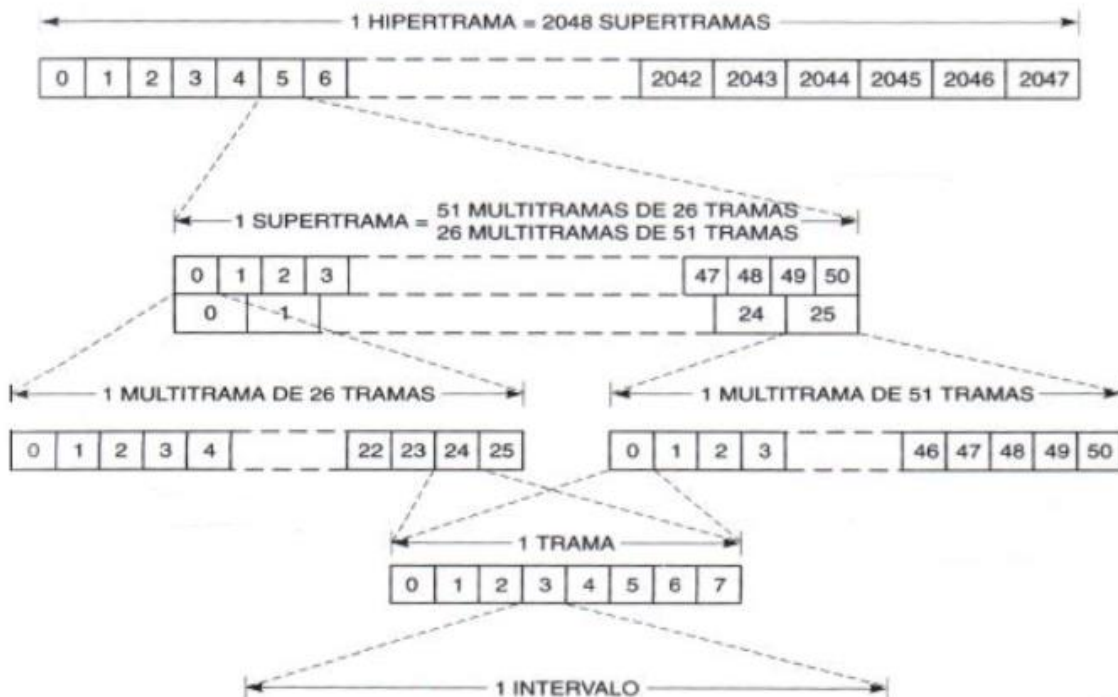 1 HIPERTRAMA = 2048 SUPERTRAMAS
0 1 2 3 4 5 6 2042 2043 2044 2045 2046 2047
1 SUPERTRAMA = 51 MULTITRAMAS DE 26 TRAMAS
26 MULTITRAMAS DE 51 TRAMAS
0 1 2 3 47 48 49 50
0 1 24 25
1 MULTITRAMA DE 26 TRAMAS 1 MULTITRAMA DE 51 TRAMAS
0 1 2 3 4 22 23 24 25 0 1 2 3 46 47 48 49 50
1 TRAMA
0 1 2 3 4 5 6 7
1 INTERVALO